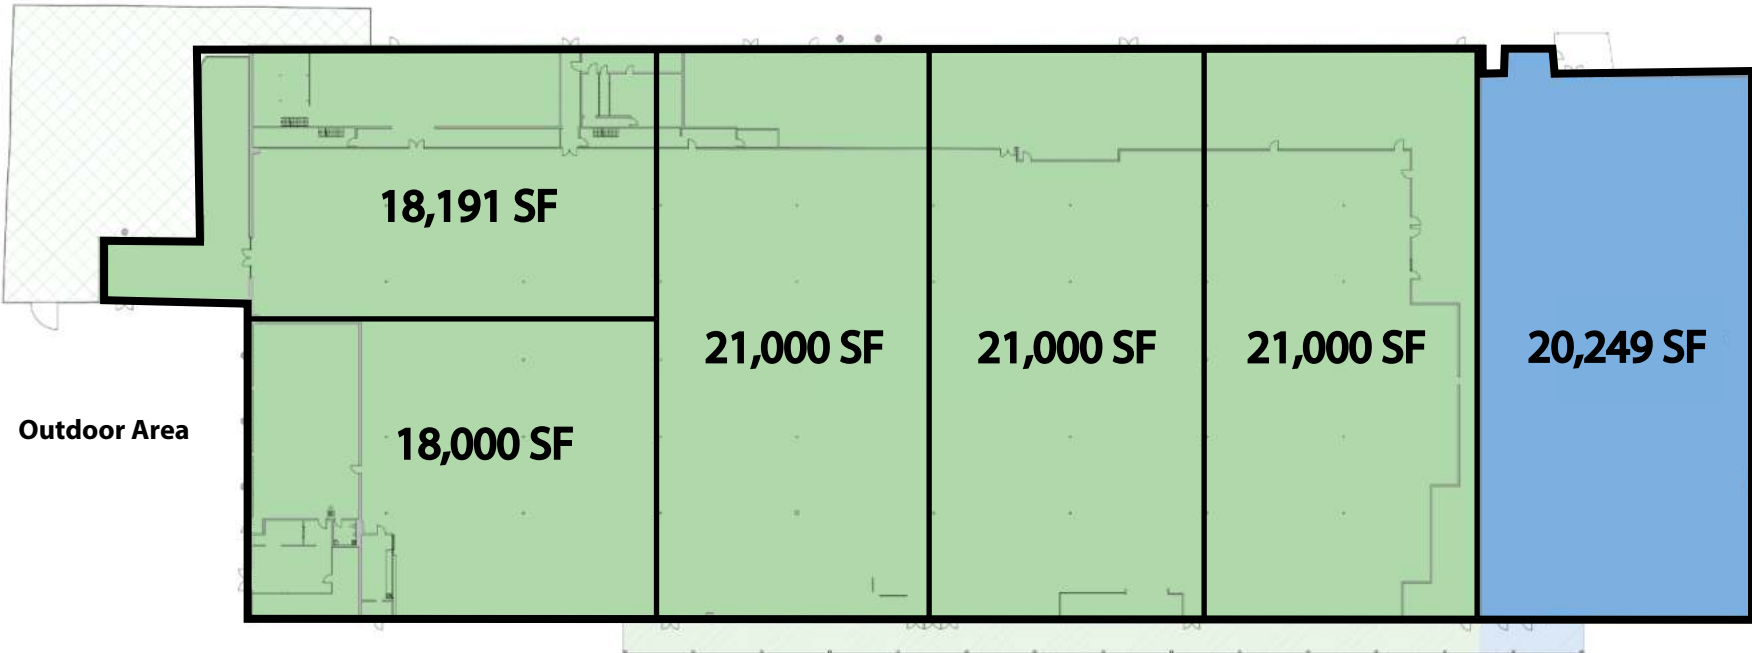 18,191 SF
21,000 SF
21,000 SF
21,000 SF
20,249 SF
Outdoor Area
18,000 SF